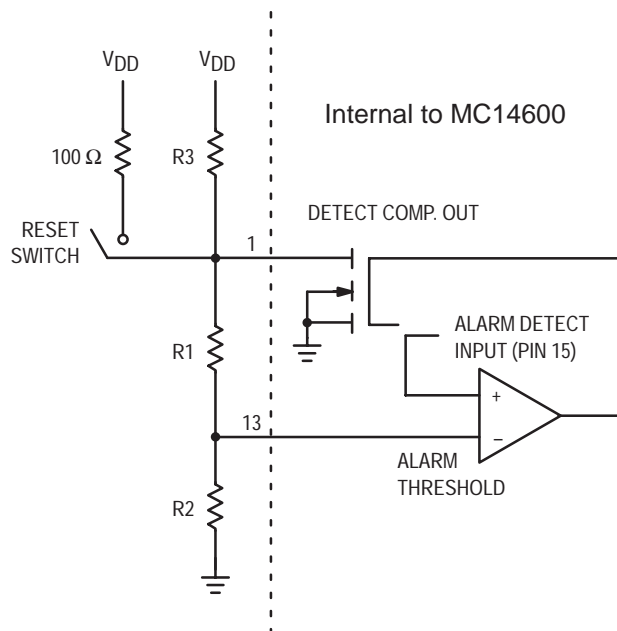 VDD
VDD
Internal to MC14600
100 Ω
R3
DETECT COMP. OUT
RESET
SWITCH
1
R1
ALARM DETECT
INPUT (PIN 15)
+
13
−
ALARM
THRESHOLD
R2